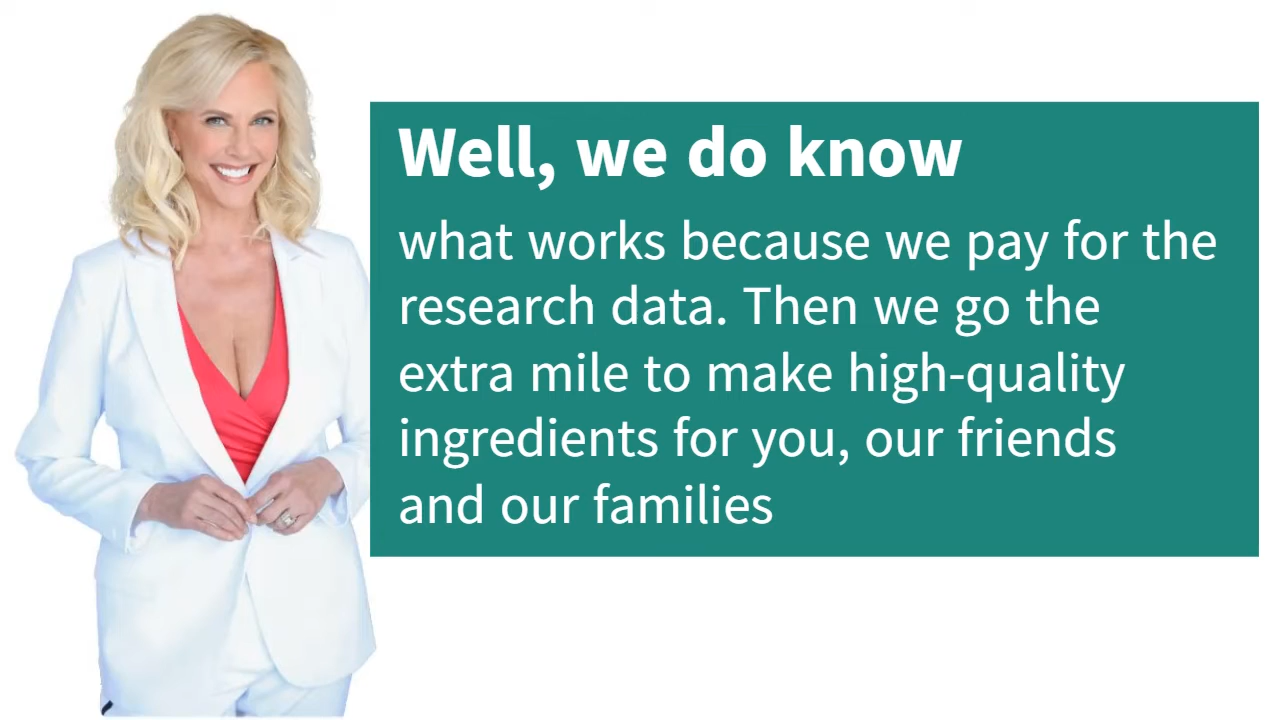 Well, we do know
what works because we pay for the
research data. Then we go the
extra mile to make high-quality
ingredients for you, our friends
and our families